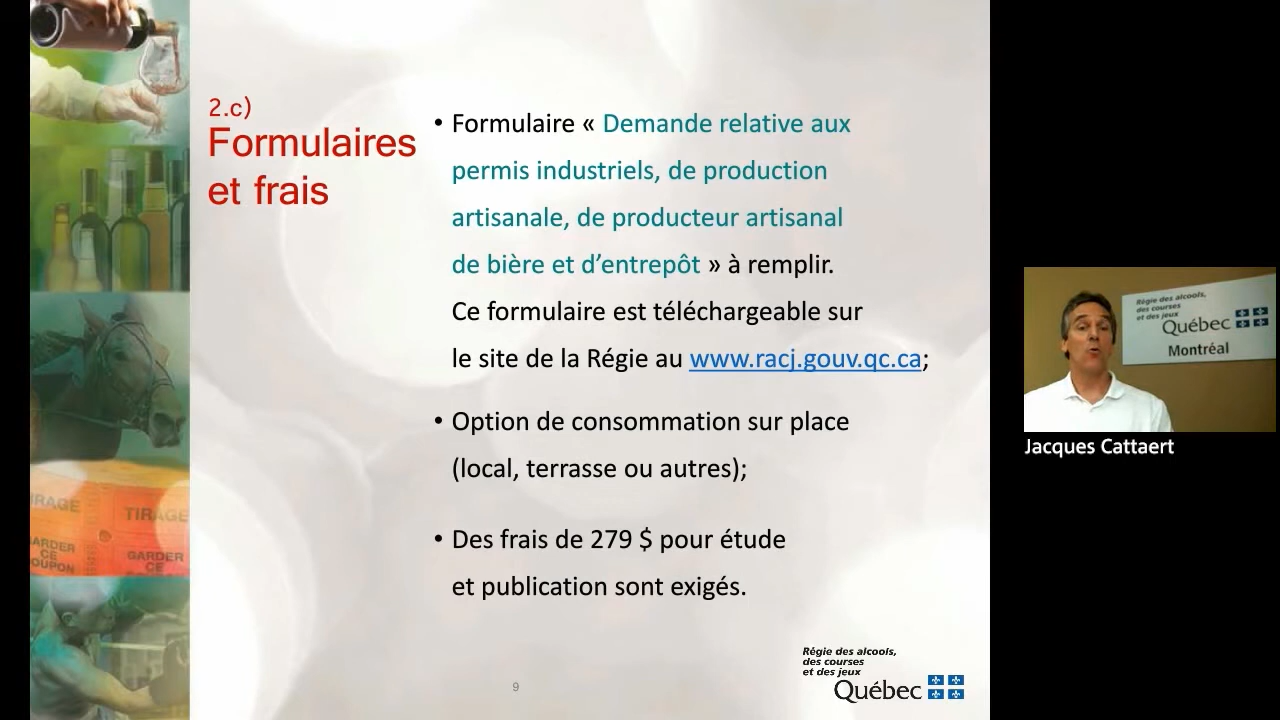 2.c)
Formulaires
et frais
• Formulaire « Demande relative aux
permis industriels, de production
artisanale, de producteur artisanal
de bière et d’entrepôt » à remplir.
Ce formulaire est téléchargeable sur
le site de la Régie au www.racj.gouv.qc.ca;
• Option de consommation sur place
(local, terrasse ou autres);
• Des frais de 279 $ pour étude
et publication sont exigés.
9
Régie des alcools,
des courses
et des jeux
Québec
TIRAGE
GARDER
CE
COUPON
Régie des alcools,
des courses
et des jeux
Québec
Montréal
Jacques Cattaert